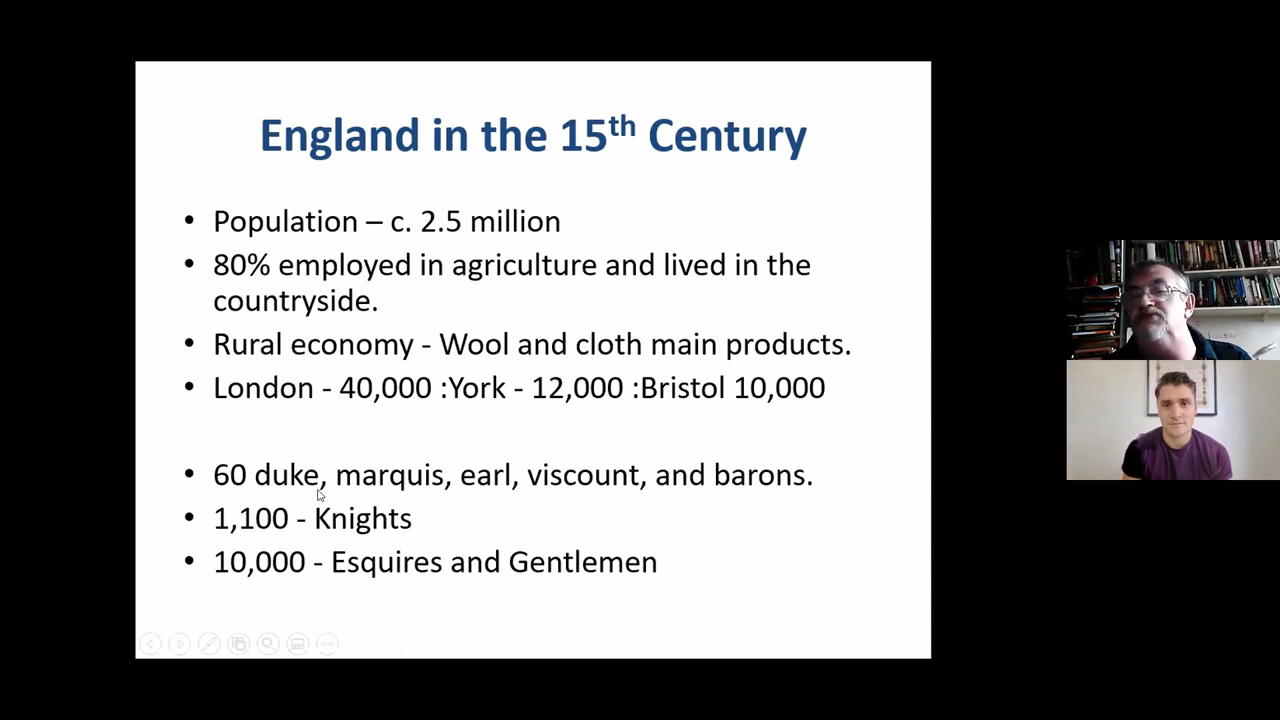 England in the 15th Century
• Population – c. 2.5 million
• 80% employed in agriculture and lived in the
countryside.
• Rural economy - Wool and cloth main products.
• London - 40,000 :York - 12,000 :Bristol 10,000
• 60 duke, marquis, earl, viscount, and barons.
• 1,100 - Knights
• 10,000 - Esquires and Gentlemen